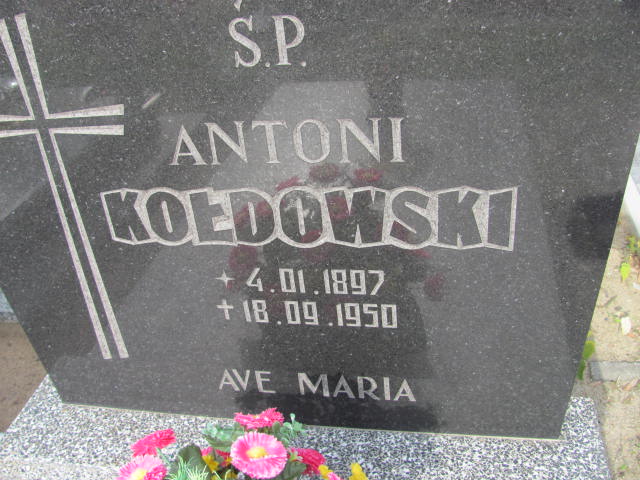 Ś.P.
ANTONI
KOŁDOWSKI
4.01.1897
18.09.1950
AVE MARIA